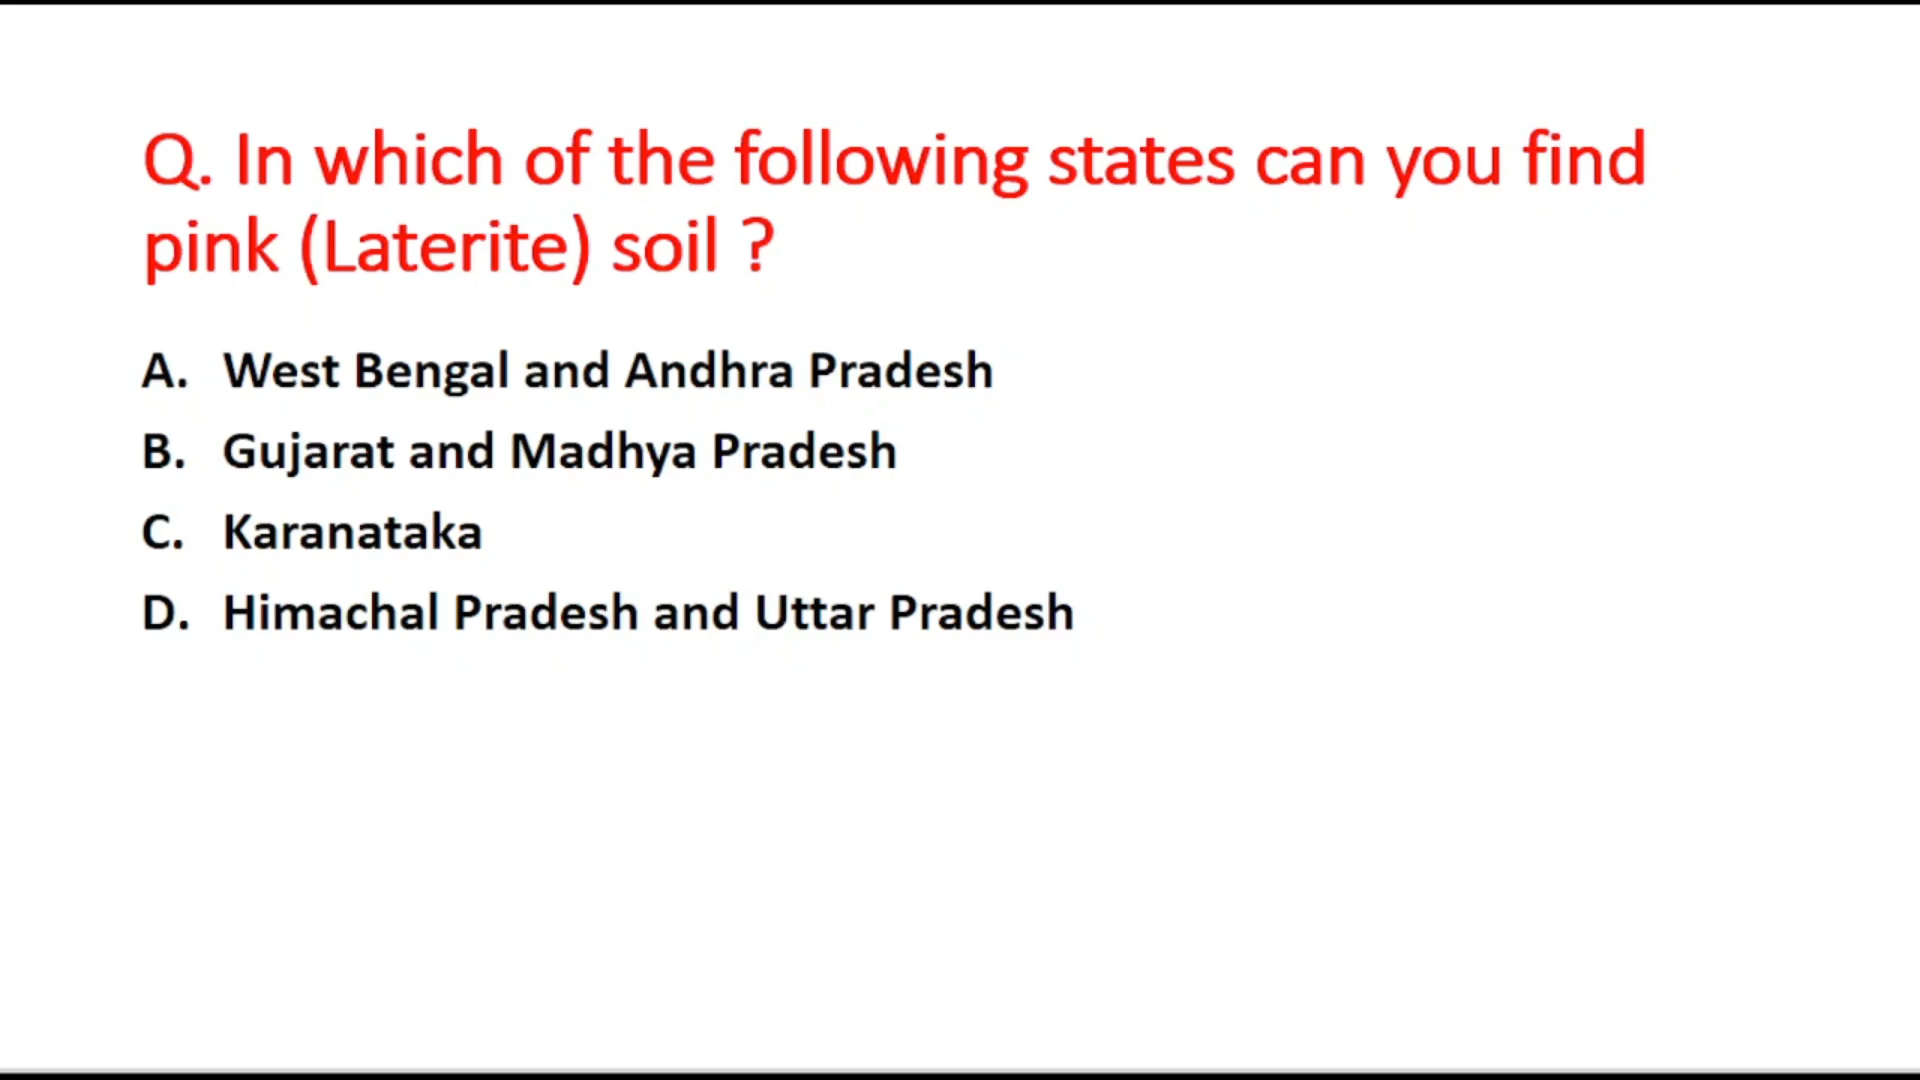 Q. In which of the following states can you find
pink (Laterite) soil ?
A. West Bengal and Andhra Pradesh
B. Gujarat and Madhya Pradesh
C. Karanataka
D. Himachal Pradesh and Uttar Pradesh